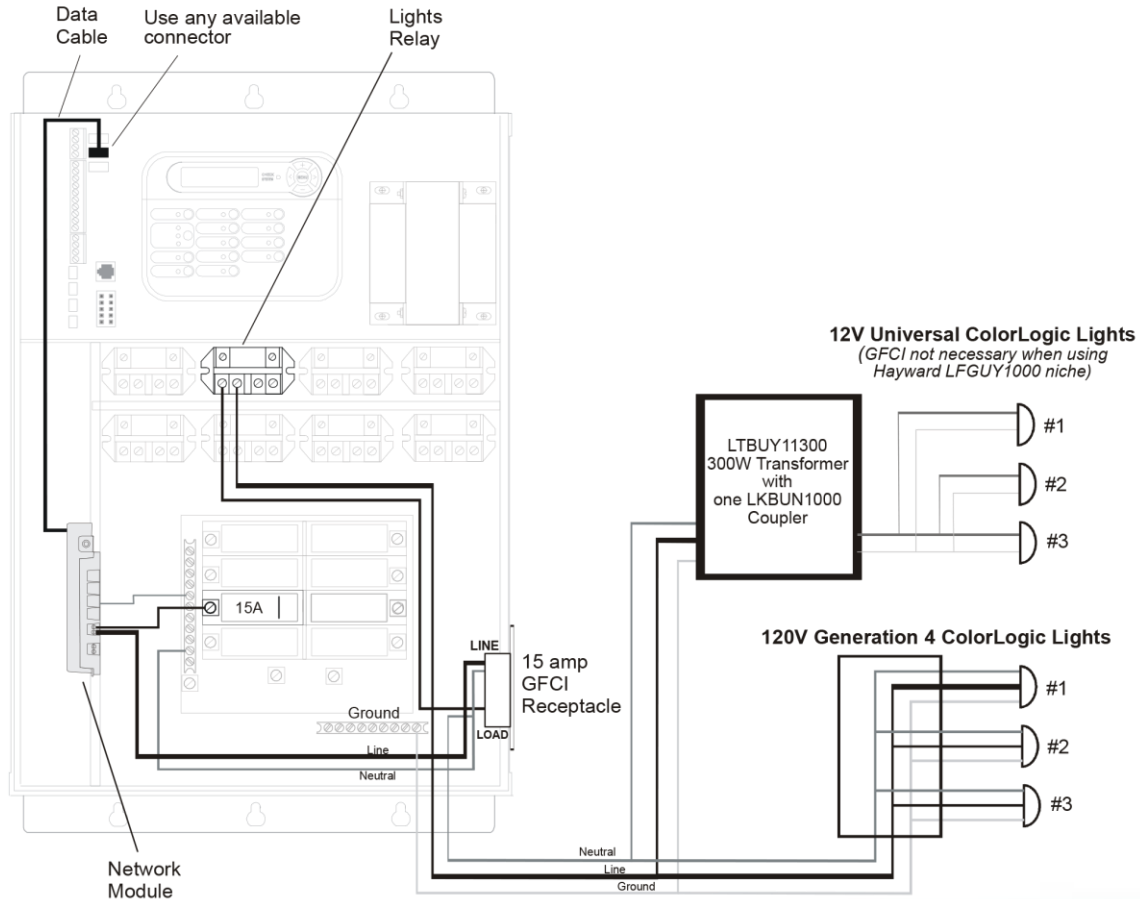 Data
Cable
Use any available
connector
Lights
Relay
12V Universal ColorLogic Lights
(GFCI not necessary when using
Hayward LFGUY1000 niche)
LTBUY11300
300W Transformer
with
one LKBUN1000
Coupler
#1
#2
#3
15A
LINE
15 amp
GFCI
Receptacle
LOAD
Ground
Line
Neutral
120V Generation 4 ColorLogic Lights
#1
#2
#3
Neutral
Line
Ground
Network
Module